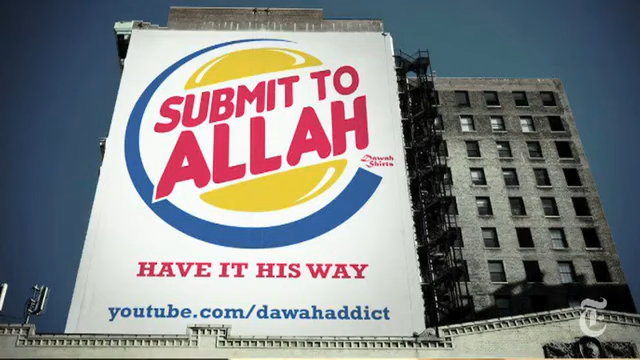 SUBMIT TO
ALLAH
Dawah
Shirts
HAVE IT HIS WAY
youtube.com/dawahaddict
T